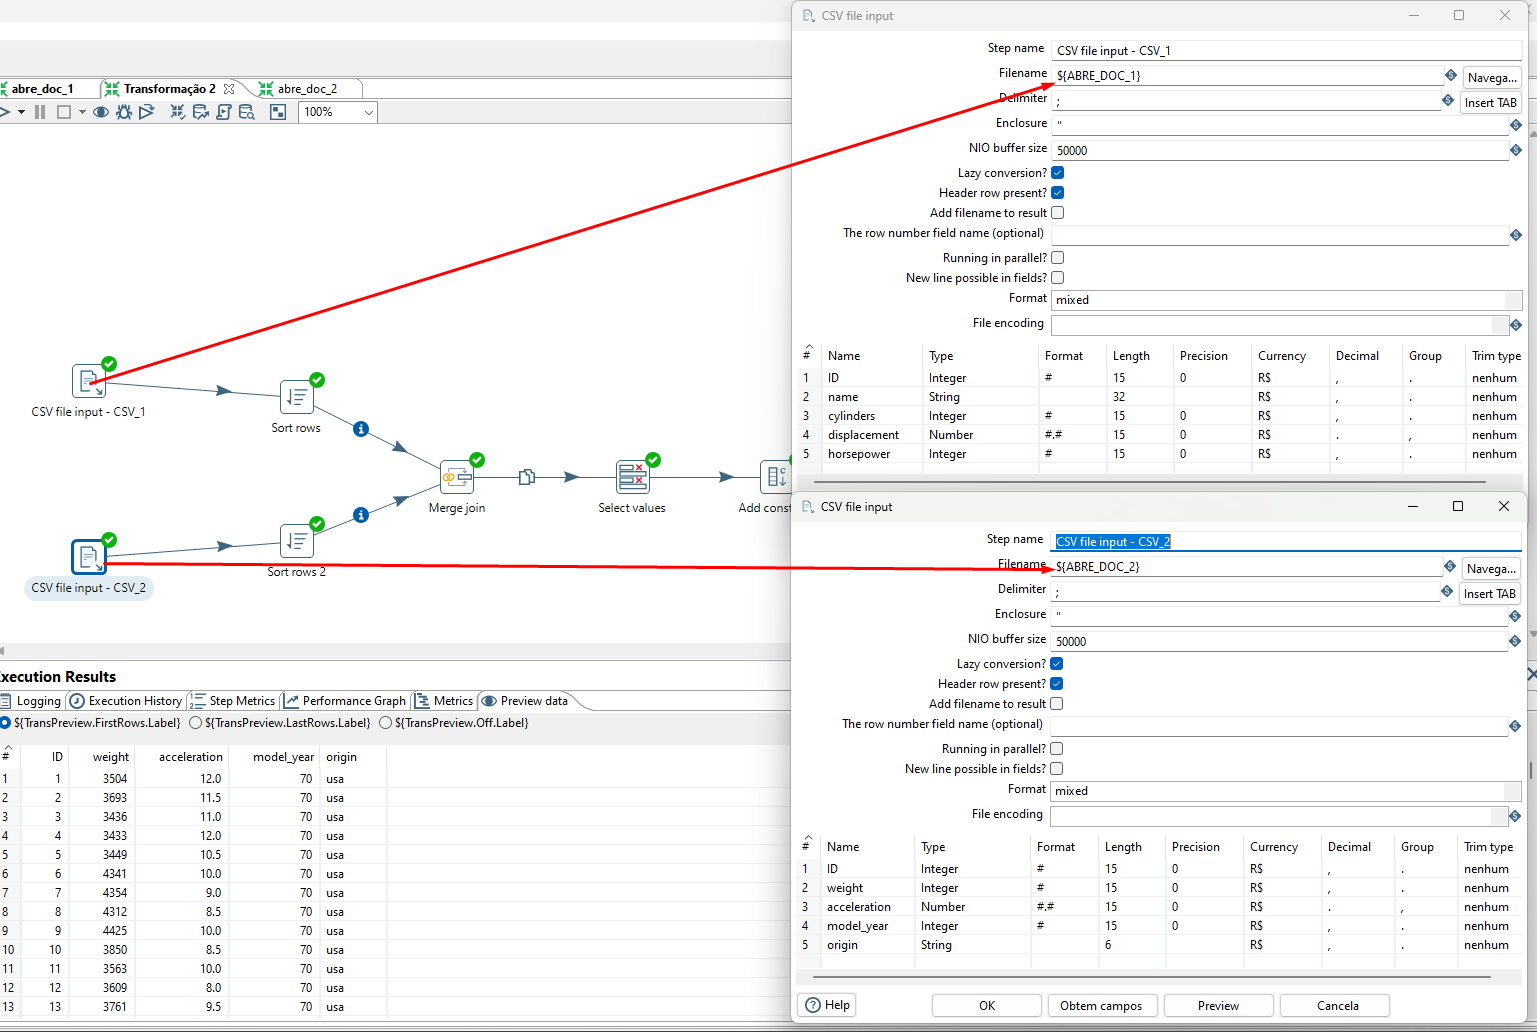 abre_doc_1
Transformação 2
abre_doc_2
100%
CSV file input - CSV_1
Sort rows
Merge join
Select values
Add const
CSV file input - CSV_2
Sort rows 2
CSV file input
Step name CSV file input - CSV_1
Filename ${ABRE_DOC_1} Navega...
Delimiter ; Insert TAB
Enclosure "
NIO buffer size 50000
Lazy conversion?
Header row present?
Add filename to result
The row number field name (optional)
Running in parallel?
New line possible in fields?
Format mixed
File encoding
# Name Type Format Length Precision Currency Decimal Group Trim type
1 ID Integer # 15 0 R$ , . nenhum
2 name String 32 R$ , . nenhum
3 cylinders Integer # 15 0 R$ , . nenhum
4 displacement Number #.# 15 0 R$ . , nenhum
5 horsepower Integer # 15 0 R$ , . nenhum
CSV file input
Step name CSV file input - CSV_2
Filename ${ABRE_DOC_2} Navega...
Delimiter ; Insert TAB
Enclosure "
NIO buffer size 50000
Lazy conversion?
Header row present?
Add filename to result
The row number field name (optional)
Running in parallel?
New line possible in fields?
Format mixed
File encoding
# Name Type Format Length Precision Currency Decimal Group Trim type
1 ID Integer # 15 0 R$ , . nenhum
2 weight Integer # 15 0 R$ , . nenhum
3 acceleration Number #.# 15 0 R$ . , nenhum
4 model_year Integer # 15 0 R$ , . nenhum
5 origin String 6 R$ , . nenhum
Help OK Obtem campos Preview Cancela
xecution Results
Logging Execution History Step Metrics Performance Graph Metrics Preview data
${TransPreview.FirstRows.Label} ${TransPreview.LastRows.Label} ${TransPreview.Off.Label}
# ID weight acceleration model_year origin
1 1 3504 12.0 70 usa
2 2 3693 11.5 70 usa
3 3 3436 11.0 70 usa
4 4 3433 12.0 70 usa
5 5 3449 10.5 70 usa
6 6 4341 10.0 70 usa
7 7 4354 9.0 70 usa
8 8 4312 8.5 70 usa
9 9 4425 10.0 70 usa
10 10 3850 8.5 70 usa
11 11 3563 10.0 70 usa
12 12 3609 8.0 70 usa
13 13 3761 9.5 70 usa